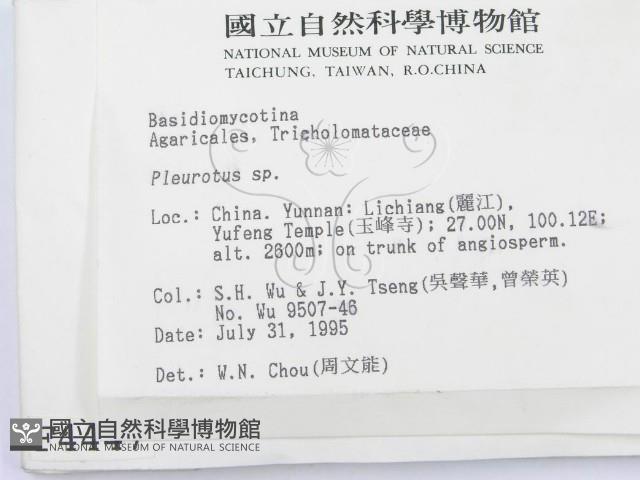 國立自然科學博物館
NATIONAL MUSEUM OF NATURAL SCIENCE
TAICHUNG, TAIWAN, R.O.CHINA
Basidiomycotina
Agaricales, Tricholomataceae
Pleurotus sp.
Loc.: China. Yunnan: Lichiang(麗江),
Yufeng Temple(玉峰寺); 27.00N, 100.12E;
alt. 2600m; on trunk of angiosperm.
Col.: S.H. Wu & J.Y. Tseng(吳聲華,曾榮英)
No. Wu 9507-46
Date: July 31, 1995
Det.: W.N. Chou(周文能)
國立自然科學博物館
NATIONAL MUSEUM OF NATURAL SCIENCE